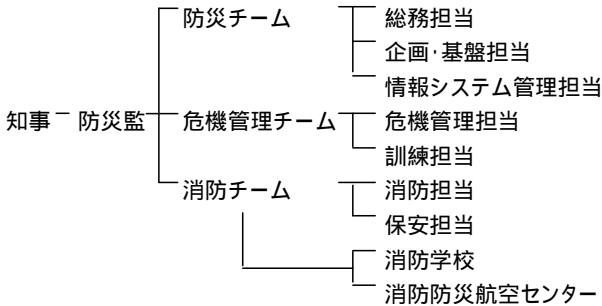 防災チーム 総務担当
企画・基盤担当
情報システム管理担当
知事 防災監 危機管理チーム 危機管理担当
訓練担当
消防チーム 消防担当
保安担当
消防学校
消防防災航空センター